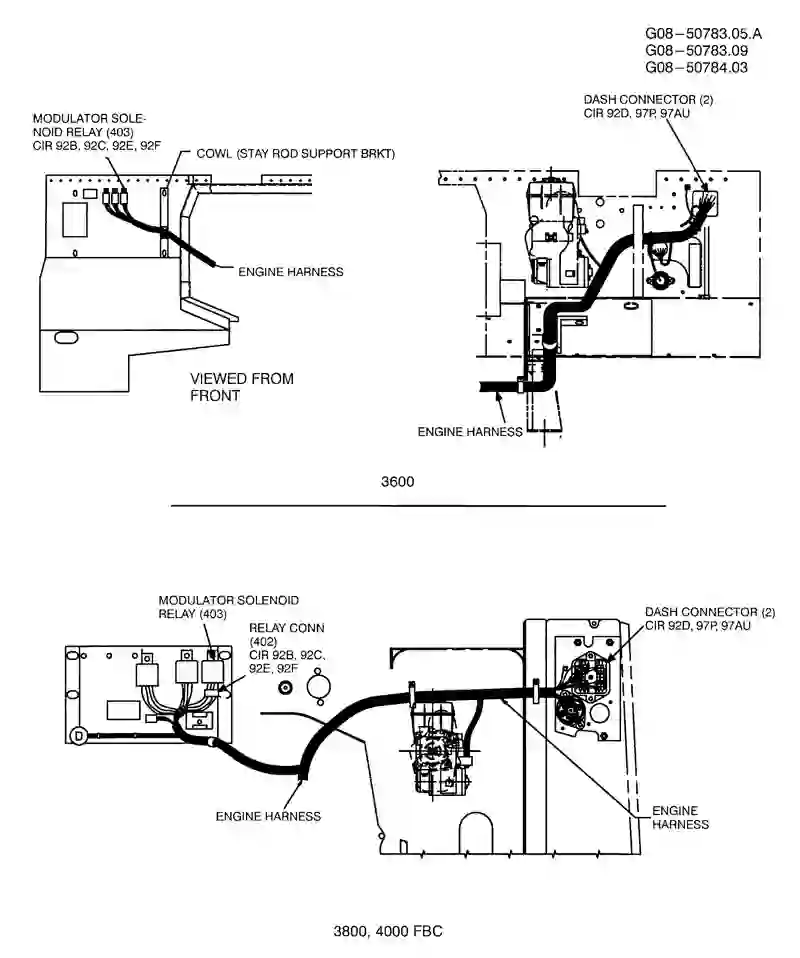 G08-50783.05.A
G08-50783.09
G08-50784.03
DASH CONNECTOR (2)
CIR 92D, 97P, 97AU
MODULATOR SOLE-
NOID RELAY (403)
CIR 92B, 92C, 92E, 92F
COWL (STAY ROD SUPPORT BRKT)
ENGINE HARNESS
VIEWED FROM
FRONT
ENGINE HARNESS
3600
MODULATOR SOLENOID
RELAY (403)
RELAY CONN
(402)
CIR 92B, 92C,
92E, 92F
DASH CONNECTOR (2)
CIR 92D, 97P, 97AU
D
ENGINE HARNESS
ENGINE
HARNESS
3800, 4000 FBC